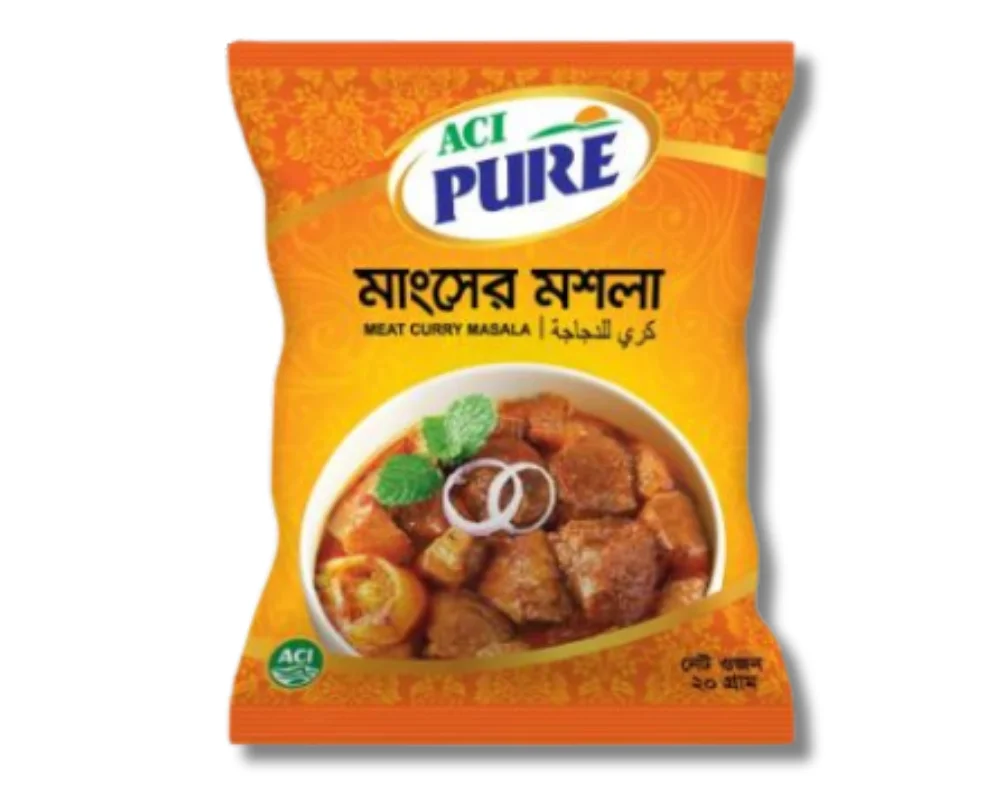 ACI
PURE
মাংসের মশলা
MEAT CURRY MASALA | كري للدجاجة
ACI
নেট ওজন
২০ গ্রাম